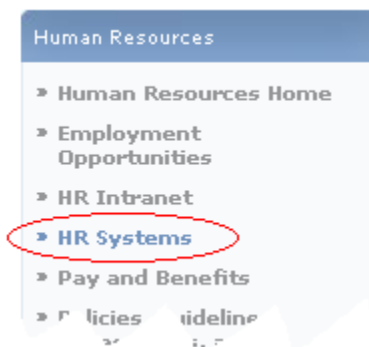 Human Resources
» Human Resources Home
» Employment
Opportunities
» HR Intranet
» HR Systems
» Pay and Benefits
»